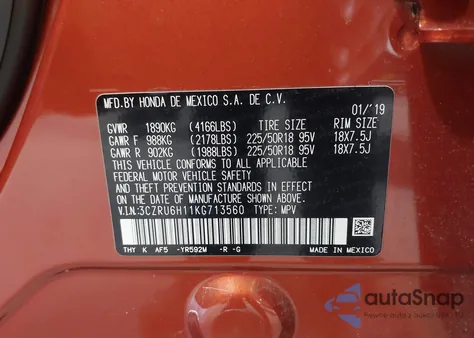 MFD.BY HONDA DE MEXICO S.A. DE C.V. 01/'19
GVWR 1890KG (4166LBS) TIRE SIZE RIM SIZE
GAWR F 988KG (2178LBS) 225/50R18 95V 18X7.5J
GAWR R 902KG (1988LBS) 225/50R18 95V 18X7.5J
THIS VEHICLE CONFORMS TO ALL APPLICABLE
FEDERAL MOTOR VEHICLE SAFETY
AND THEFT PREVENTION STANDARDS IN EFFECT
ON THE DATE OF MANUFACTURE SHOWN ABOVE.
V.I.N:3CZRU6H11KG713560 TYPE: MPV
THY K AF5 -YR592M -R -G MADE IN MEXICO
autoSnap